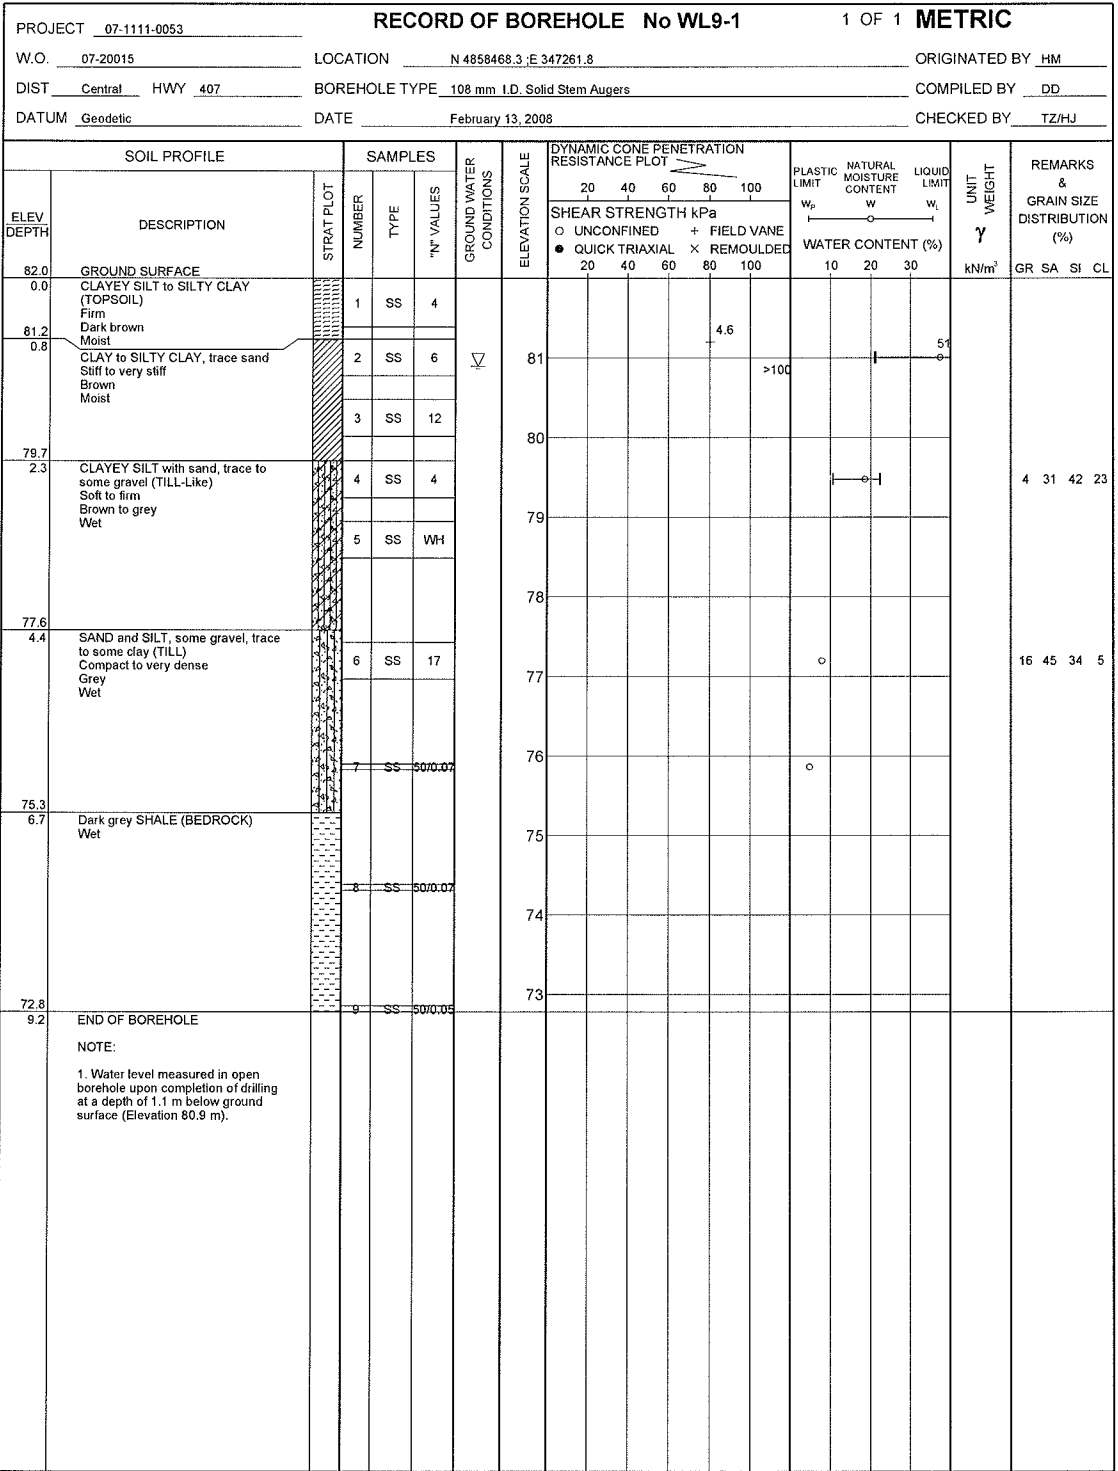 RECORD OF BOREHOLE No WL9-1 1 OF 1 METRIC
PROJECT 07-1111-0053
W.O. 07-20015 LOCATION N 4858468.3 ;E 347261.8 ORIGINATED BY HM
DIST Central HWY 407 BOREHOLE TYPE 108 mm I.D. Solid Stem Augers COMPILED BY DD
DATUM Geodetic DATE February 13, 2008 CHECKED BY TZ/HJ
SOIL PROFILE
SAMPLES
ELEV
DEPTH
DESCRIPTION
STRAT PLOT
NUMBER
TYPE
"N" VALUES
GROUND WATER
CONDITIONS
ELEVATION SCALE
DYNAMIC CONE PENETRATION
RESISTANCE PLOT
20 40 60 80 100
SHEAR STRENGTH kPa
○ UNCONFINED + FIELD VANE
● QUICK TRIAXIAL × REMOULDED
20 40 60 80 100
PLASTIC
LIMIT
NATURAL
MOISTURE
CONTENT
LIQUID
LIMIT
WP W WL
WATER CONTENT (%)
10 20 30
UNIT
WEIGHT
γ
kN/m³
REMARKS
&
GRAIN SIZE
DISTRIBUTION
(%)
GR SA SI CL
82.0 GROUND SURFACE
0.0 CLAYEY SILT to SILTY CLAY
(TOPSOIL)
Firm
Dark brown
Moist
1 SS 4
4.6
81.2
0.8 CLAY to SILTY CLAY, trace sand
Stiff to very stiff
Brown
Moist
2 SS 6
81
51
>100
3 SS 12
80
79.7
2.3 CLAYEY SILT with sand, trace to
some gravel (TILL-Like)
Soft to firm
Brown to grey
Wet
4 SS 4
4 31 42 23
79
5 SS WH
78
77.6
4.4 SAND and SILT, some gravel, trace
to some clay (TILL)
Compact to very dense
Grey
Wet
6 SS 17
16 45 34 5
77
76
7 SS 50/0.07
75.3
6.7 Dark grey SHALE (BEDROCK)
Wet
75
8 SS 50/0.07
74
73
72.8
9 SS 50/0.05
9.2 END OF BOREHOLE
NOTE:
1. Water level measured in open
borehole upon completion of drilling
at a depth of 1.1 m below ground
surface (Elevation 80.9 m).